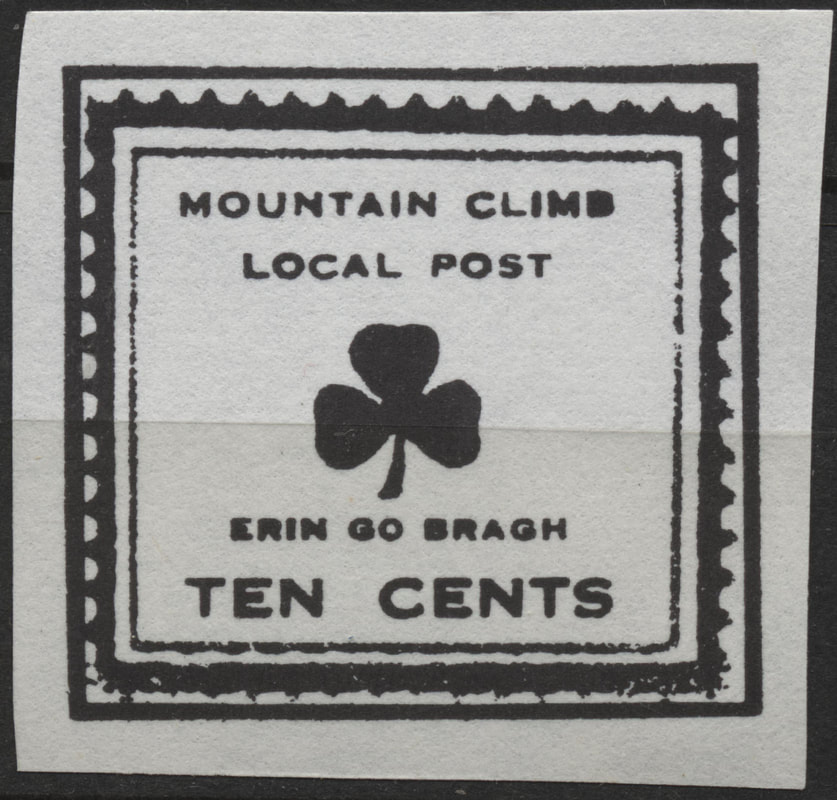 MOUNTAIN CLIMB
LOCAL POST
ERIN GO BRAGH
TEN CENTS